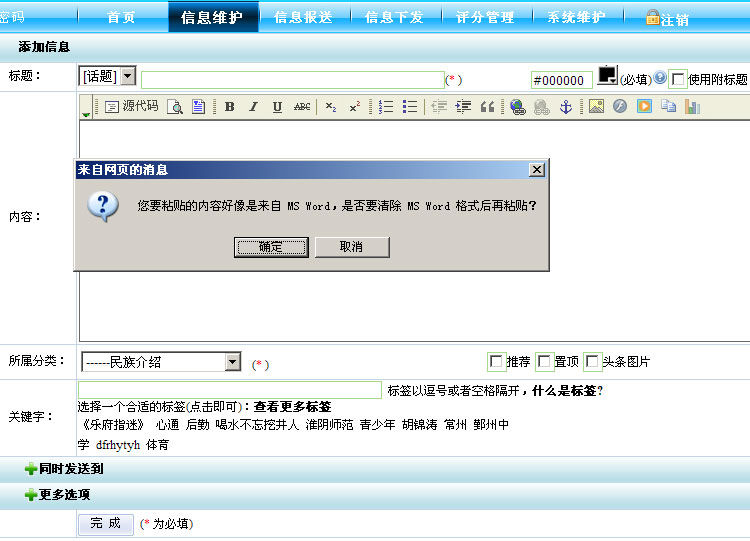 密码 首页 信息维护 信息报送 信息下发 评分管理 系统维护 注销
添加信息
标题： [话题] (*) #000000 (必填) 使用附标题
源代码 B I U ABC x₂ x²
来自网页的消息
您要粘贴的内容好像是来自 MS Word，是否要清除 MS Word 格式后再粘贴？
内容：
确定 取消
所属分类： ------民族介绍 (*) 推荐 置顶 头条图片
标签以逗号或者空格隔开，什么是标签？
关键字： 选择一个合适的标签(点击即可)：查看更多标签
《乐府指迷》 心通 后勤 喝水不忘挖井人 淮阴师范 青少年 胡锦涛 常州 鄞州中
学 dfrhytyh 体育
同时发送到
更多选项
完 成 (* 为必填)